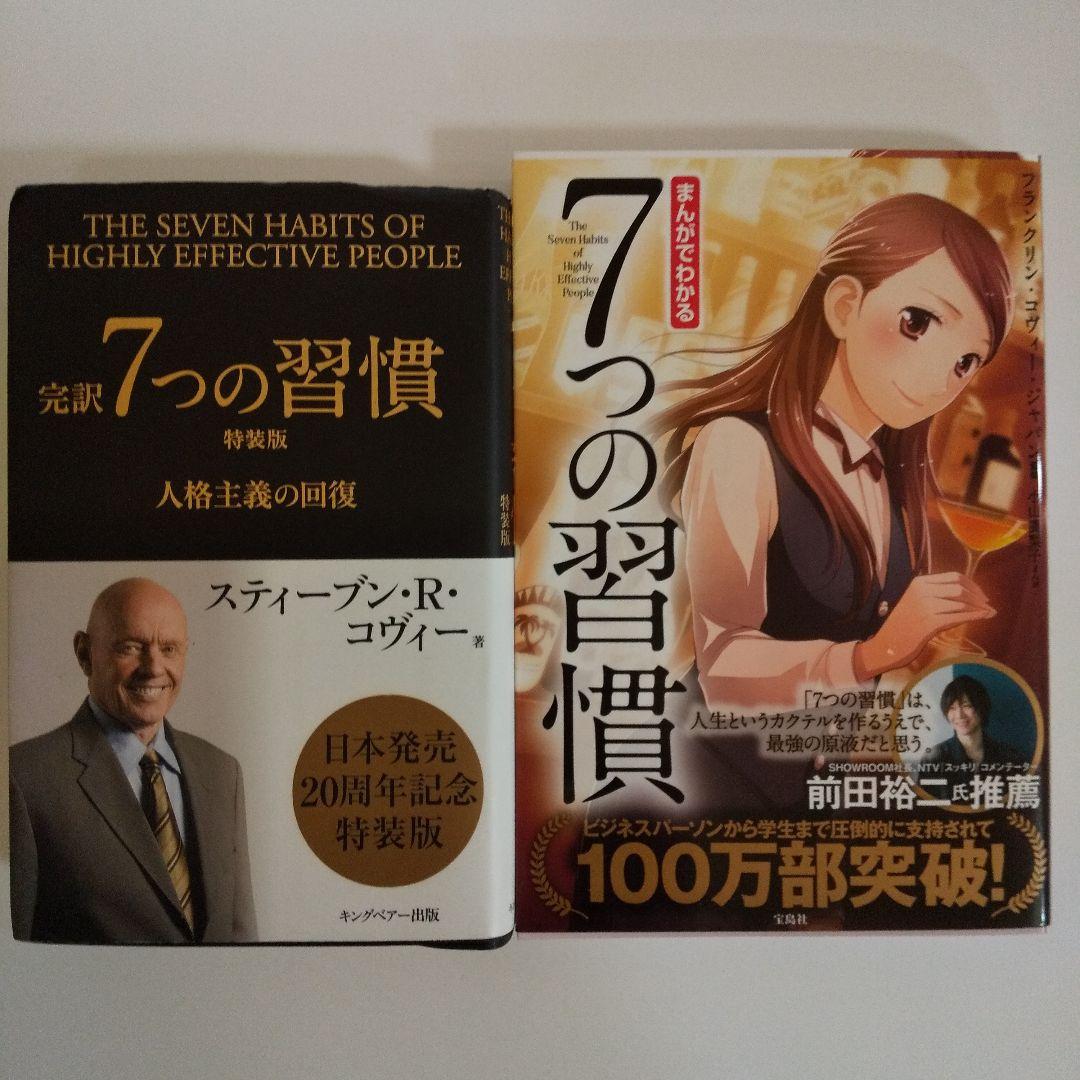 THE SEVEN HABITS OF
HIGHLY EFFECTIVE PEOPLE
完訳 7つの習慣
特装版
人格主義の回復
スティーブン・R・
コヴィー 著
日本発売
20周年記念
特装版
キングベアー出版
特装版
まんがでわかる
7つの習慣
The
Seven Habits
of
Highly
Effective
People
フランクリン・コヴィー・ジャパン
「7つの習慣」は、
人生というカクテルを作るうえで、
最強の原液だと思う。
SHOWROOM社長、NTV「スッキリ」コメンテーター
前田裕二氏推薦
ビジネスパーソンから学生まで圧倒的に支持されて
100万部突破!
宝島社